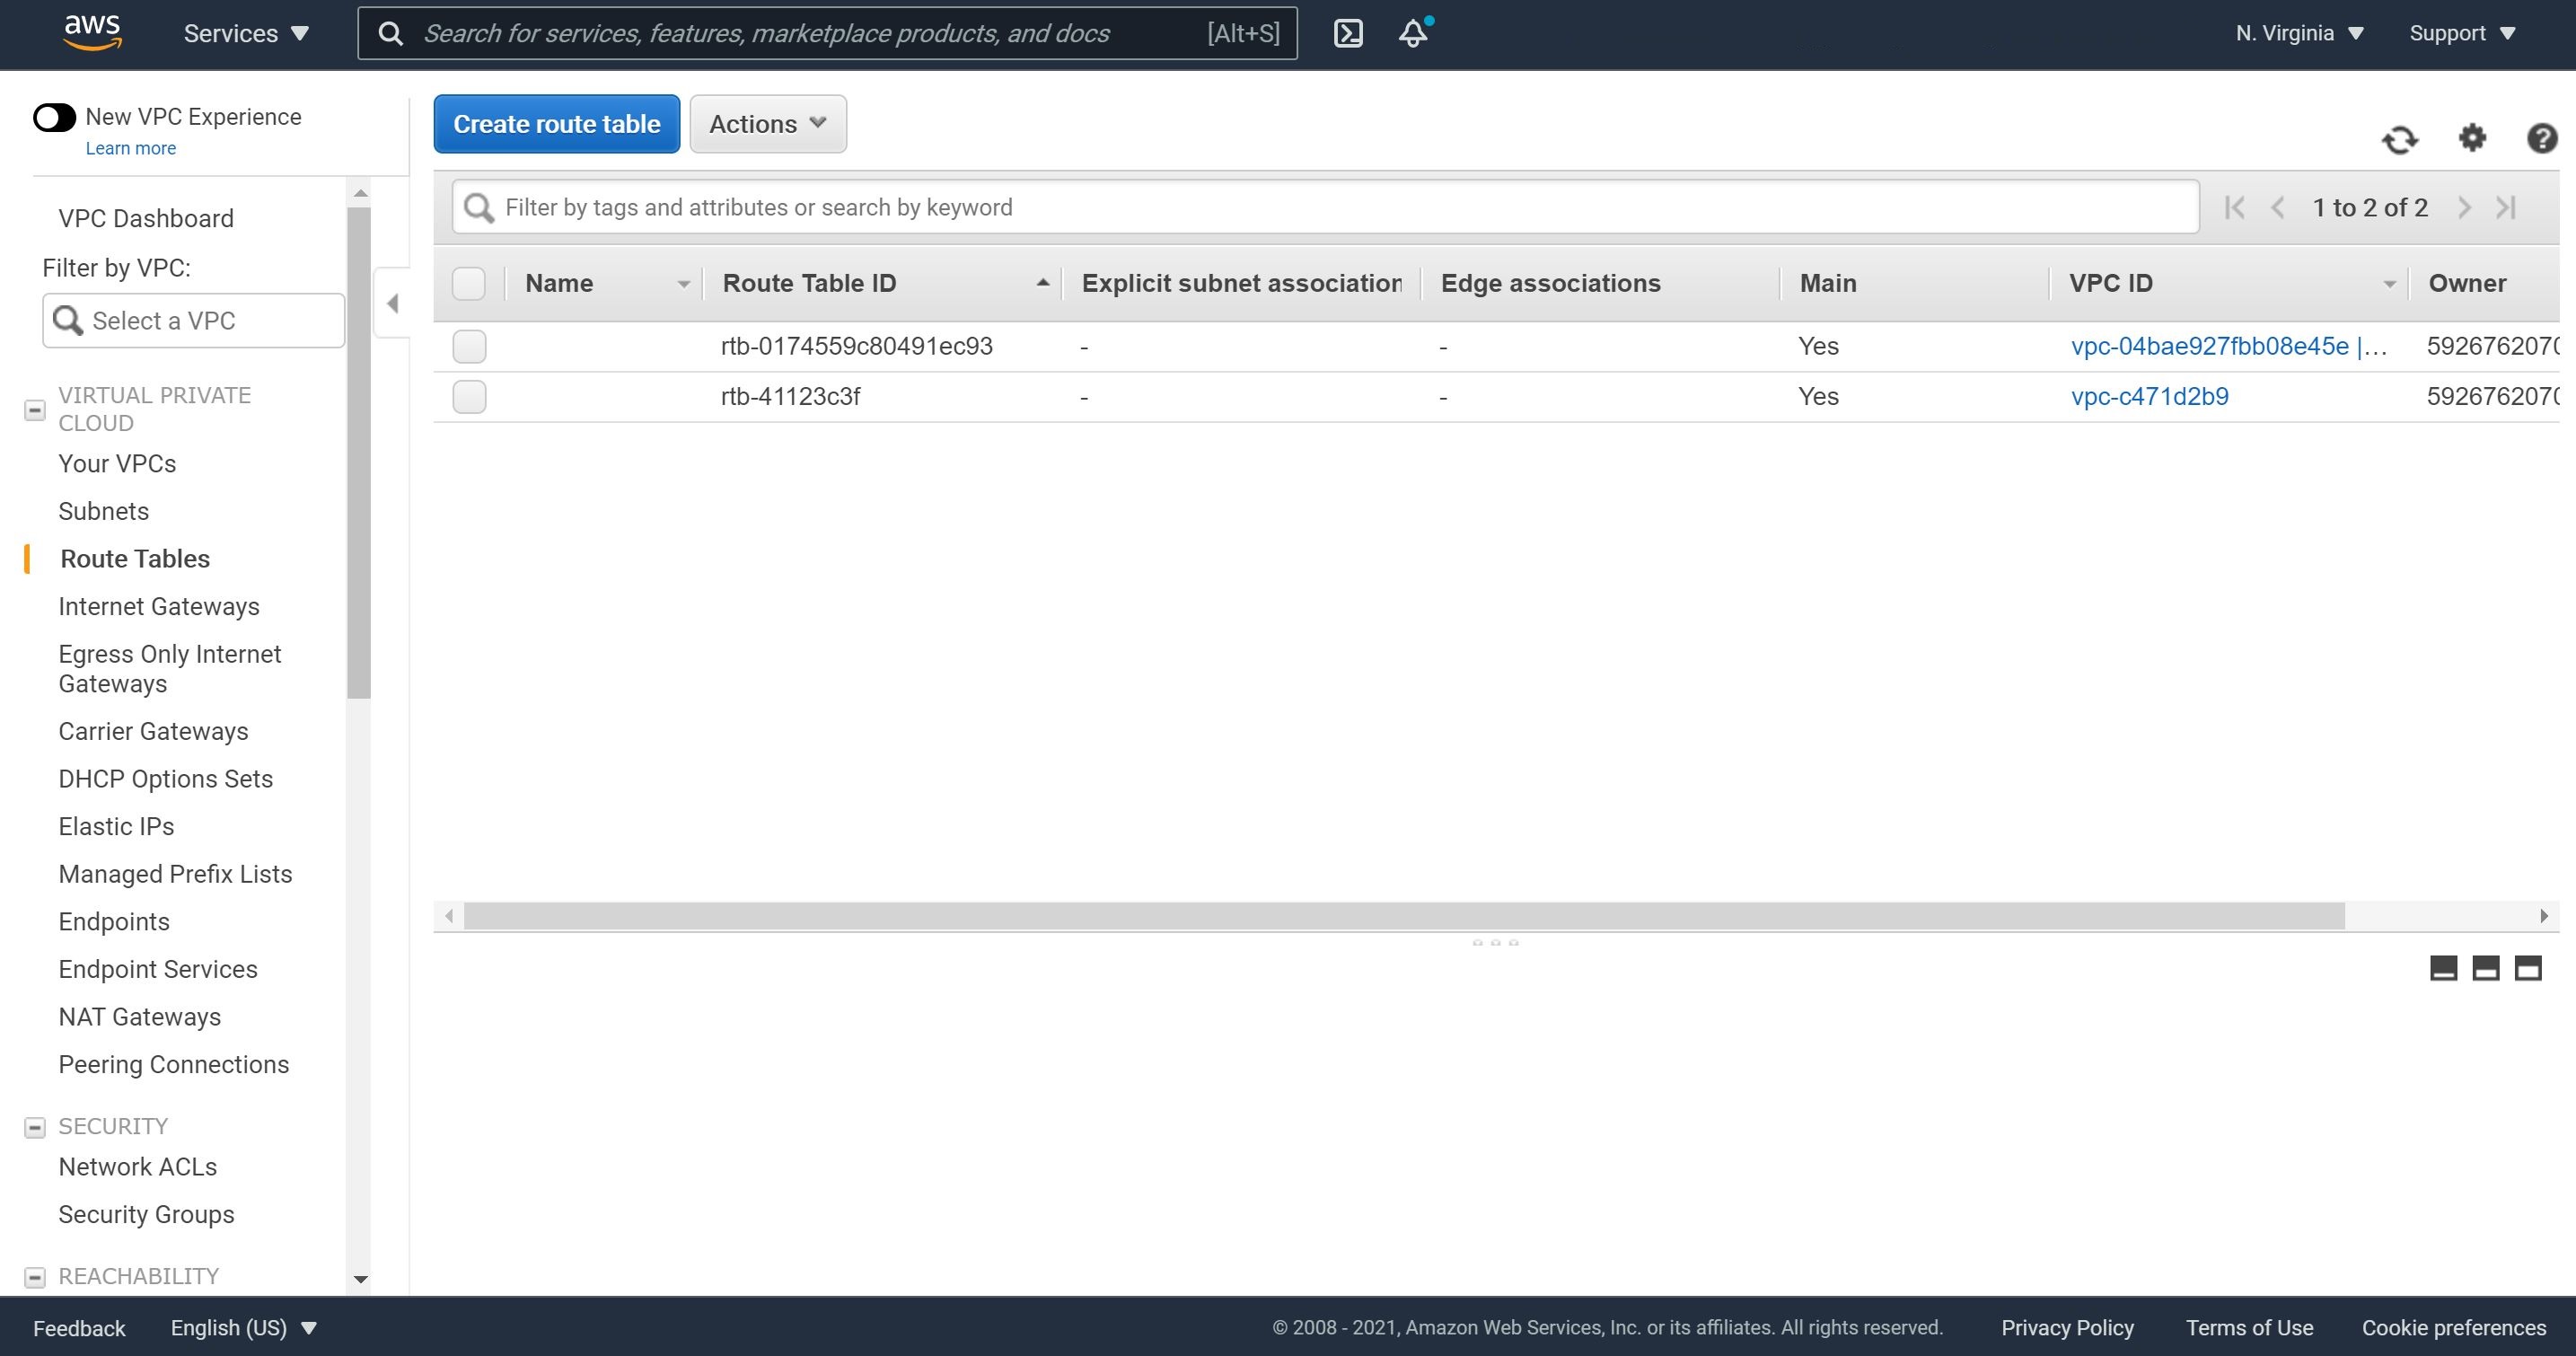 aws
Services
Search for services, features, marketplace products, and docs [Alt+S]
N. Virginia
Support
New VPC Experience
Learn more
VPC Dashboard
Filter by VPC:
Select a VPC
VIRTUAL PRIVATE
CLOUD
Your VPCs
Subnets
Route Tables
Internet Gateways
Egress Only Internet
Gateways
Carrier Gateways
DHCP Options Sets
Elastic IPs
Managed Prefix Lists
Endpoints
Endpoint Services
NAT Gateways
Peering Connections
SECURITY
Network ACLs
Security Groups
REACHABILITY
Create route table
Actions
Filter by tags and attributes or search by keyword
1 to 2 of 2
Name Route Table ID Explicit subnet association Edge associations Main VPC ID Owner
rtb-0174559c80491ec93 - - Yes vpc-04bae927fbb08e45e |... 5926762070
rtb-41123c3f - - Yes vpc-c471d2b9 5926762070
Feedback
English (US)
© 2008 - 2021, Amazon Web Services, Inc. or its affiliates. All rights reserved.
Privacy Policy
Terms of Use
Cookie preferences